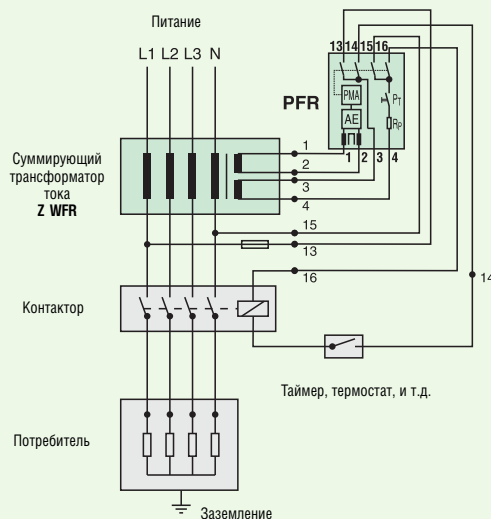 Питание
L1 L2 L3 N
13 14 15 16
PFR
PMA
AE
PT
RP
1 2 3 4
Суммирующий
трансформатор
тока
Z WFR
1
2
3
4
15
13
16
14
Контактор
Таймер, термостат, и т.д.
Потребитель
Заземление